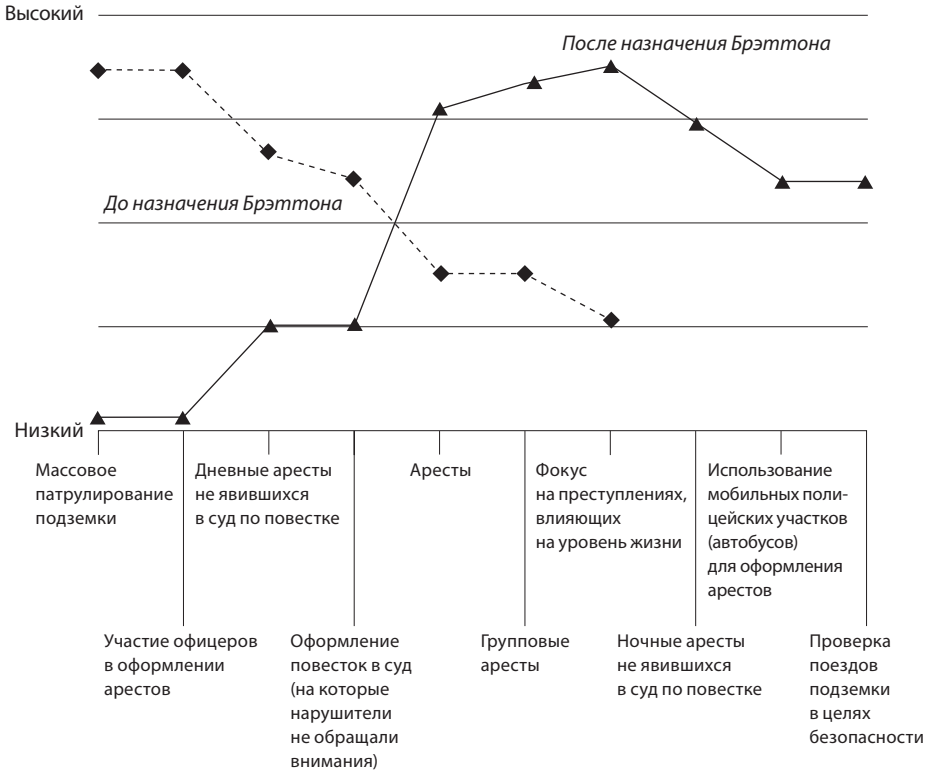 Высокий
После назначения Брэттона
До назначения Брэттона
Низкий
Массовое
патрулирование
подземки
Дневные аресты
не явившихся
в суд по повестке
Аресты
Фокус
на преступлениях,
влияющих
на уровень жизни
Использование
мобильных поли-
цейских участков
(автобусов)
для оформления
арестов
Участие офицеров
в оформлении
арестов
Оформление
повесток в суд
(на которые
нарушители
не обращали
внимания)
Групповые
аресты
Ночные аресты
не явившихся
в суд по повестке
Проверка
поездов
подземки
в целях
безопасности